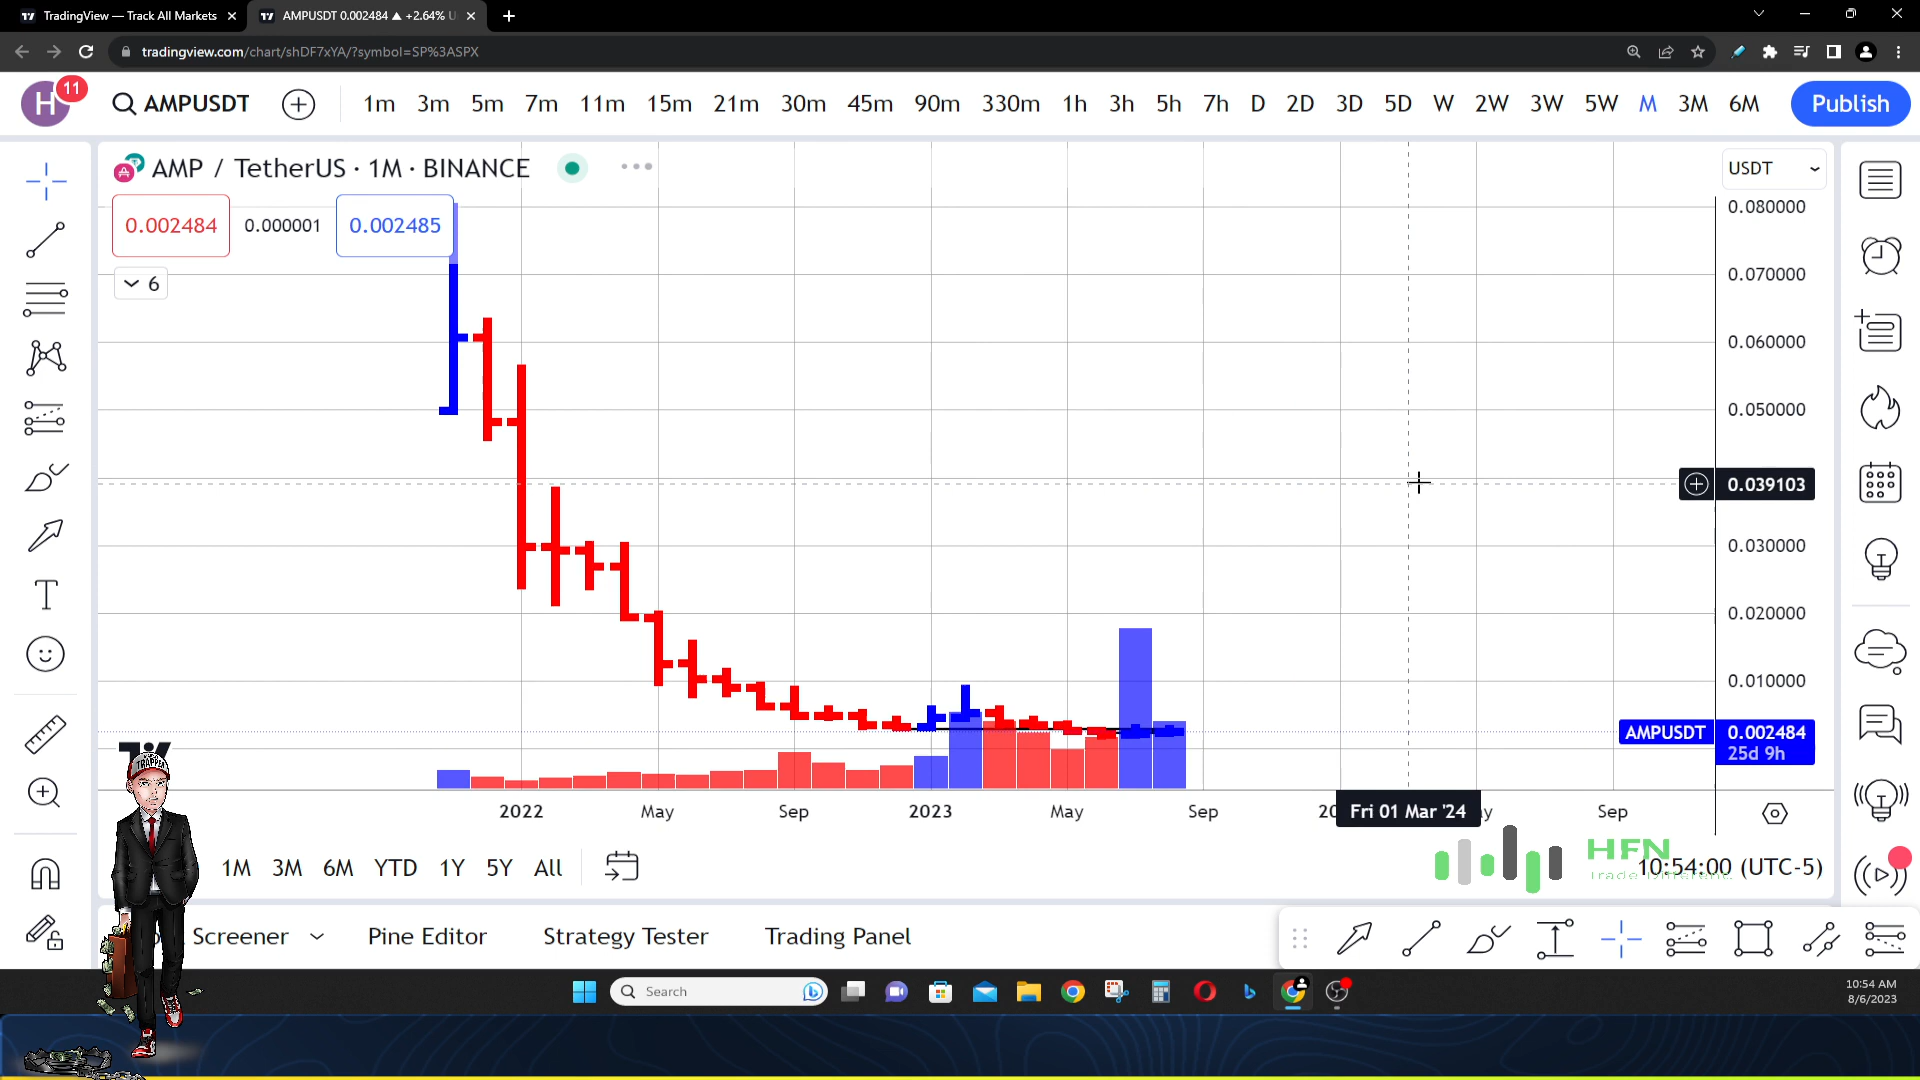 TradingView — Track All Markets
AMPUSDT 0.002484 ▲ +2.64% U
tradingview.com/chart/shDF7xYA/?symbol=SP%3ASPX
H
11
AMPUSDT
1m 3m 5m 7m 11m 15m 21m 30m 45m 90m 330m 1h 3h 5h 7h D 2D 3D 5D W 2W 3W 5W M 3M 6M
Publish
AMP / TetherUS · 1M · BINANCE
USDT
0.002484 0.000001 0.002485
6
0.080000
0.070000
0.060000
0.050000
0.039103
0.030000
0.020000
0.010000
AMPUSDT 0.002484
25d 9h
2022 May Sep 2023 May Sep 20 Fri 01 Mar '24 y Sep
TRAPPER
1M 3M 6M YTD 1Y 5Y All
HFN
Trade Different.
10:54:00 (UTC-5)
Screener Pine Editor Strategy Tester Trading Panel
Search
10:54 AM
8/6/2023